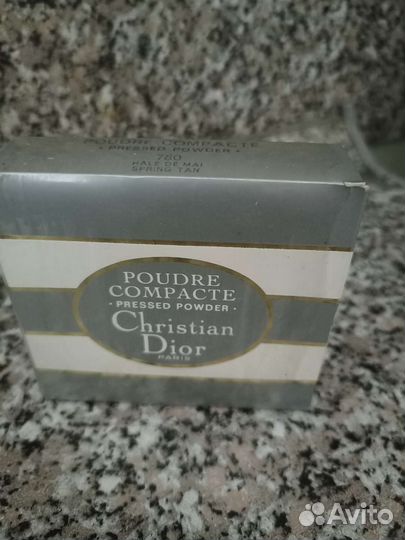 POUDRE COMPACTE
• PRESSED POWDER •
780
HALE DE MAI
SPRING TAN
POUDRE
COMPACTE
• PRESSED POWDER •
Christian
Dior
PARIS
Avito